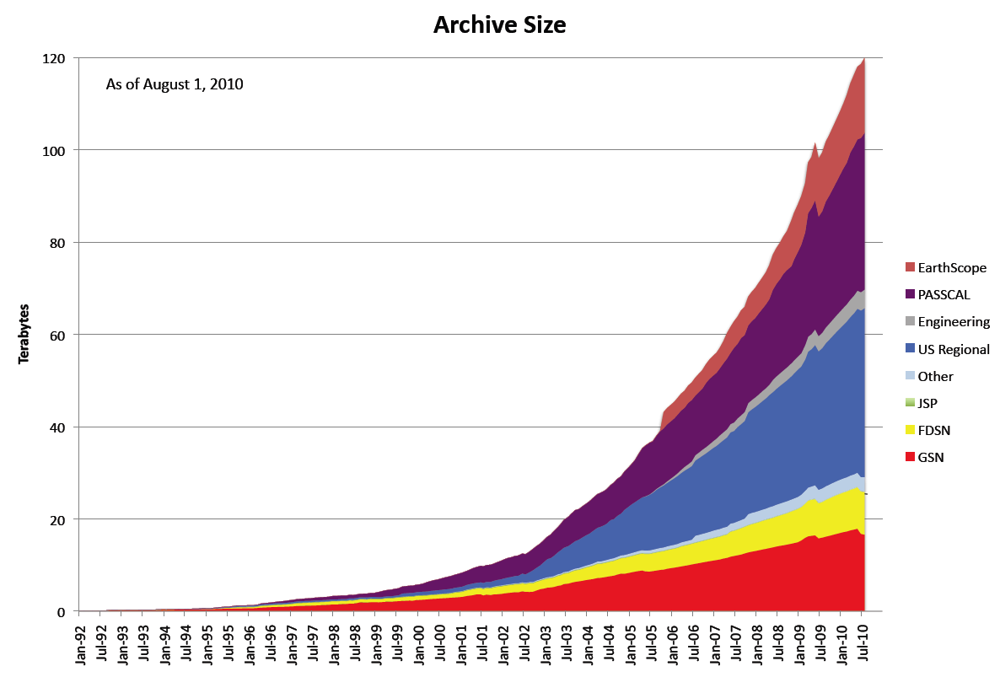 Archive Size
As of August 1, 2010
Terabytes
120
100
80
60
40
20
0
Jan-92
Jul-92
Jan-93
Jul-93
Jan-94
Jul-94
Jan-95
Jul-95
Jan-96
Jul-96
Jan-97
Jul-97
Jan-98
Jul-98
Jan-99
Jul-99
Jan-00
Jul-00
Jan-01
Jul-01
Jan-02
Jul-02
Jan-03
Jul-03
Jan-04
Jul-04
Jan-05
Jul-05
Jan-06
Jul-06
Jan-07
Jul-07
Jan-08
Jul-08
Jan-09
Jul-09
Jan-10
Jul-10
EarthScope
PASSCAL
Engineering
US Regional
Other
JSP
FDSN
GSN